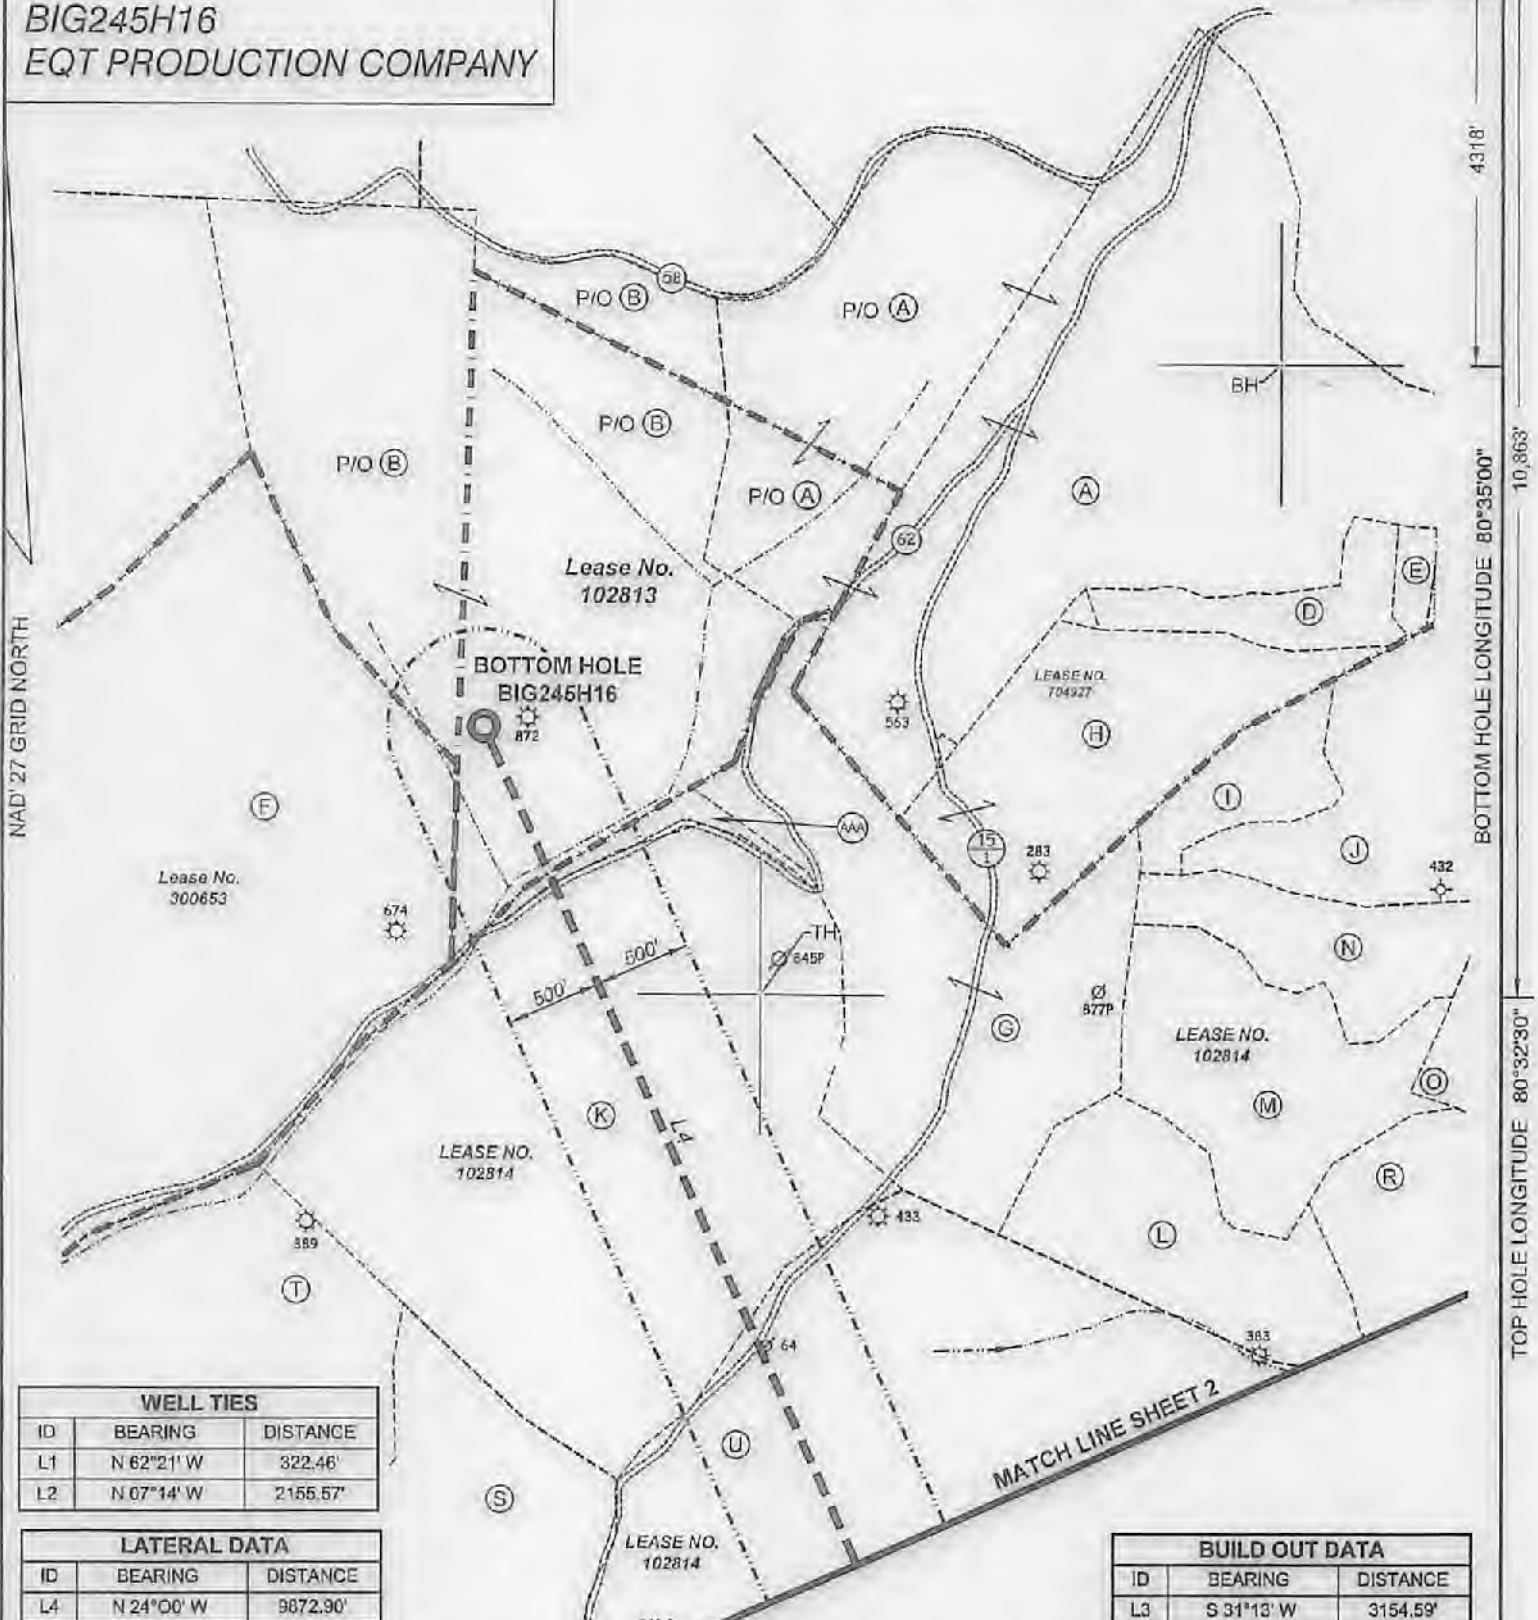 BIG245H16
EQT PRODUCTION COMPANY
4318'
10,863'
58
P/O B
P/O A
BH
P/O B
P/O B
P/O A
A
62
E
D
Lease No.
102813
BOTTOM HOLE LONGITUDE 80°35'00"
NAD' 27 GRID NORTH
BOTTOM HOLE
BIG245H16
872
LEASE NO.
704927
563
H
F
I
AAA
15
1
283
J
432
Lease No.
300653
674
TH
645P
500'
500'
N
877P
G
LEASE NO.
102814
O
M
K
L4
LEASE NO.
102814
R
TOP HOLE LONGITUDE 80°32'30"
433
L
T
64
383
MATCH LINE SHEET 2
U
S
LEASE NO.
102814
WELL TIES
ID BEARING DISTANCE
L1 N 62°21' W 322.46'
L2 N 07°14' W 2155.57'
LATERAL DATA
ID BEARING DISTANCE
L4 N 24°00' W 9872.90'
BUILD OUT DATA
ID BEARING DISTANCE
L3 S 31°13' W 3154.59'